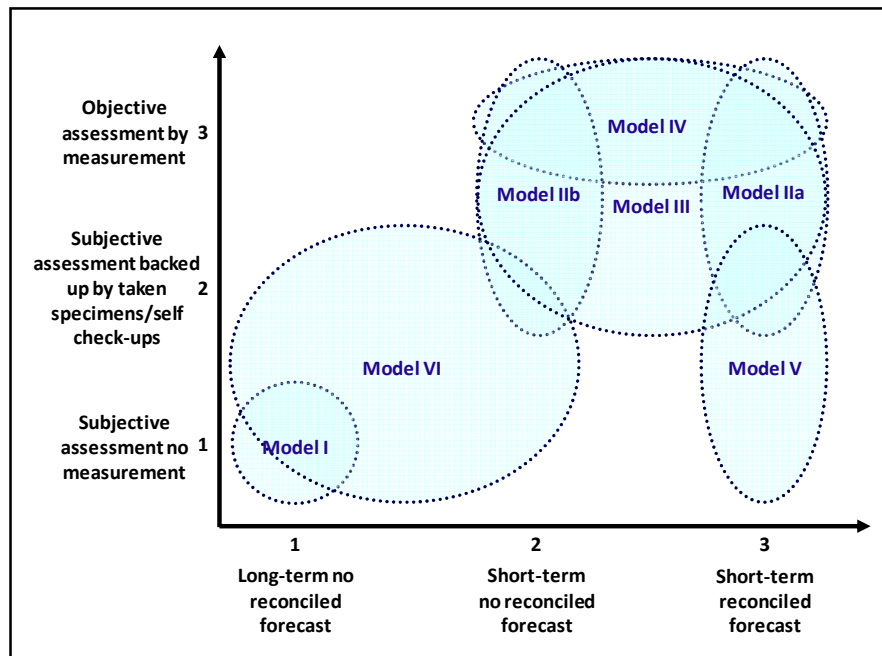 Objective
assessment by
measurement
3
Subjective
assessment backed
up by taken
specimens/self
check-ups
2
Subjective
assessment no
measurement
1
Model IV
Model IIb
Model III
Model IIa
Model VI
Model V
Model I
1
2
3
Long-term no
reconciled
forecast
Short-term
no reconciled
forecast
Short-term
reconciled
forecast